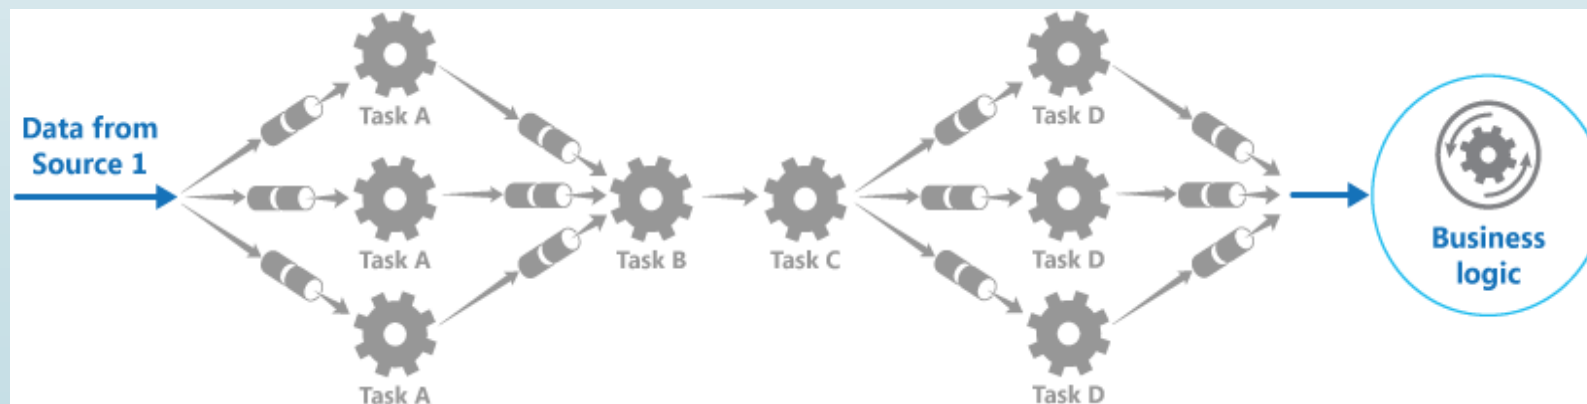 Data from
Source 1
Task A
Task A
Task A
Task B
Task C
Task D
Task D
Task D
Business
logic